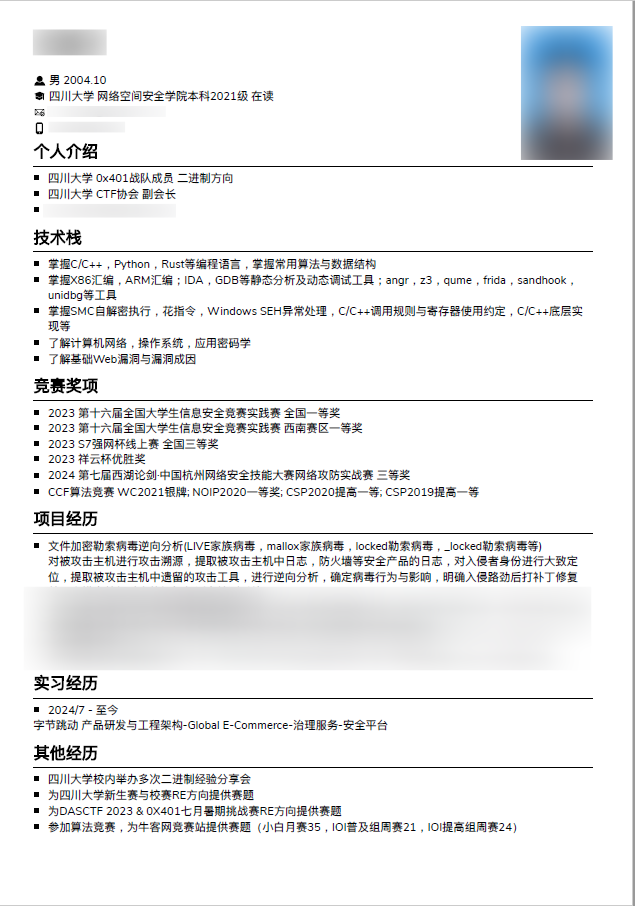 男 2004.10
四川大学 网络空间安全学院本科2021级 在读
个人介绍
四川大学 0x401战队成员 二进制方向
四川大学 CTF协会 副会长
技术栈
掌握C/C++，Python，Rust等编程语言，掌握常用算法与数据结构
掌握X86汇编，ARM汇编；IDA，GDB等静态分析及动态调试工具；angr，z3，qume，frida，sandhook，
unidbg等工具
掌握SMC自解密执行，花指令，Windows SEH异常处理，C/C++调用规则与寄存器使用约定，C/C++底层实
现等
了解计算机网络，操作系统，应用密码学
了解基础Web漏洞与漏洞成因
竞赛奖项
2023 第十六届全国大学生信息安全竞赛实践赛 全国一等奖
2023 第十六届全国大学生信息安全竞赛实践赛 西南赛区一等奖
2023 S7强网杯线上赛 全国三等奖
2023 祥云杯优胜奖
2024 第七届西湖论剑·中国杭州网络安全技能大赛网络攻防实战赛 三等奖
CCF算法竞赛 WC2021银牌; NOIP2020一等奖; CSP2020提高一等; CSP2019提高一等
项目经历
文件加密勒索病毒逆向分析(LIVE家族病毒，mallox家族病毒，locked勒索病毒，_locked勒索病毒等)
对被攻击主机进行攻击溯源，提取被攻击主机中日志，防火墙等安全产品的日志，对入侵者身份进行大致定
位，提取被攻击主机中遗留的攻击工具，进行逆向分析，确定病毒行为与影响，明确入侵路劲后打补丁修复
实习经历
2024/7 - 至今
字节跳动 产品研发与工程架构-Global E-Commerce-治理服务-安全平台
其他经历
四川大学校内举办多次二进制经验分享会
为四川大学新生赛与校赛RE方向提供赛题
为DASCTF 2023 & 0X401七月暑期挑战赛RE方向提供赛题
参加算法竞赛，为牛客网竞赛站提供赛题（小白月赛35，IOI普及组周赛21，IOI提高组周赛24）